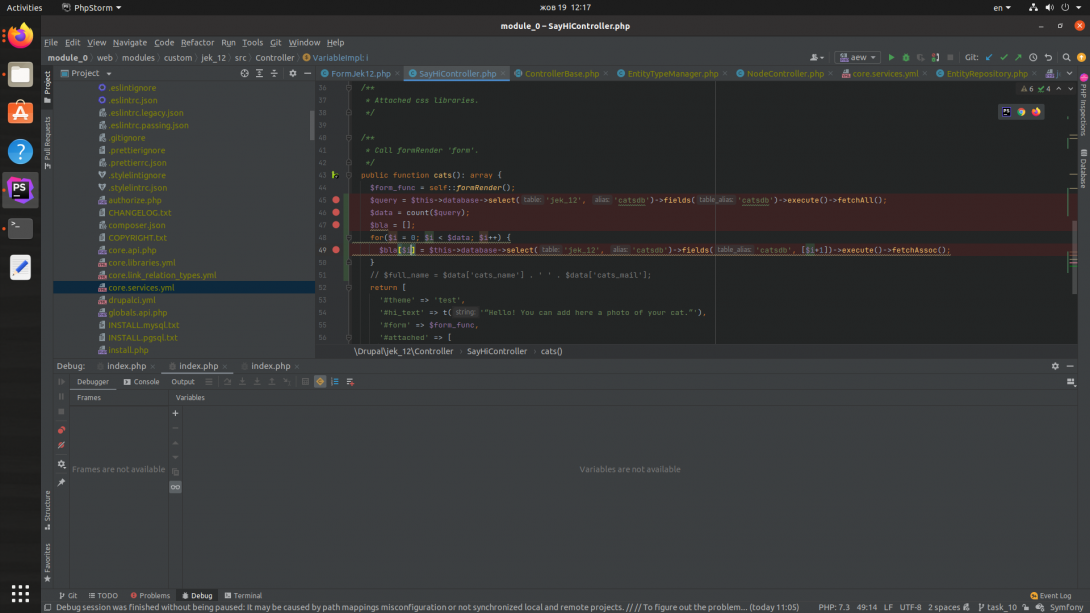 Activities PhpStorm жов 19 12:17 en
module_0 – SayHiController.php
File Edit View Navigate Code Refactor Run Tools Git Window Help
module_0 web modules custom jek_12 src Controller VariableImpl: i aew Git:
Project FormJek12.php SayHiController.php ControllerBase.php EntityTypeManager.php NodeController.php core.services.yml EntityRepository.php
.eslintignore
.eslintrc.json
.eslintrc.legacy.json
.eslintrc.passing.json
.gitignore
.prettierignore
.prettierrc.json
.stylelintignore
.stylelintrc.json
authorize.php
CHANGELOG.txt
composer.json
COPYRIGHT.txt
core.api.php
core.libraries.yml
core.link_relation_types.yml
core.services.yml
drupalci.yml
globals.api.php
INSTALL.mysql.txt
INSTALL.pgsql.txt
install.php
Project
Pull Requests
Structure
Favorites
PHP Inspections
Database
6 4
36 /**
37 * Attached css libraries.
38 */
39
40 /**
41 * Call formRender 'form'.
42 */
43 public function cats(): array {
44 $form_func = self::formRender();
45 $query = $this->database->select( table: 'jek_12', alias: 'catsdb')->fields( table_alias: 'catsdb')->execute()->fetchAll();
46 $data = count($query);
47 $bla = [];
48 for($i = 0; $i < $data; $i++) {
49 $bla[$i] = $this->database->select( table: 'jek_12', alias: 'catsdb')->fields( table_alias: 'catsdb', [$i+1])->execute()->fetchAssoc();
50 }
51 // $full_name = $data['cats_name'] . ' ' . $data['cats_mail'];
52 return [
53 '#theme' => 'test',
54 '#hi_text' => t( string: '"Hello! You can add here a photo of your cat."'),
55 '#form' => $form_func,
56 '#attached' => [
\Drupal\jek_12\Controller SayHiController cats()
Debug: index.php index.php index.php
Debugger Console Output
Frames Variables
Frames are not available
Variables are not available
Git TODO Problems Debug Terminal Event Log
Debug session was finished without being paused: it may be caused by path mappings misconfiguration or not synchronized local and remote projects. // // To figure out the problem... (today 11:05) PHP: 7.3 49:14 LF UTF-8 2 spaces task_10 Symfony